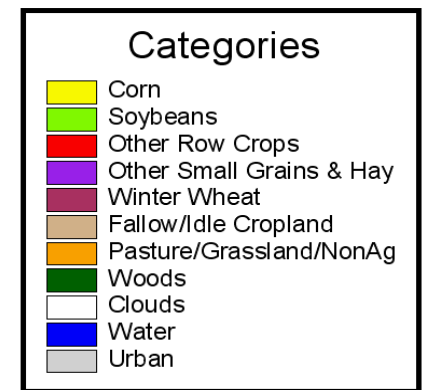 Categories
Corn
Soybeans
Other Row Crops
Other Small Grains & Hay
Winter Wheat
Fallow/Idle Cropland
Pasture/Grassland/NonAg
Woods
Clouds
Water
Urban